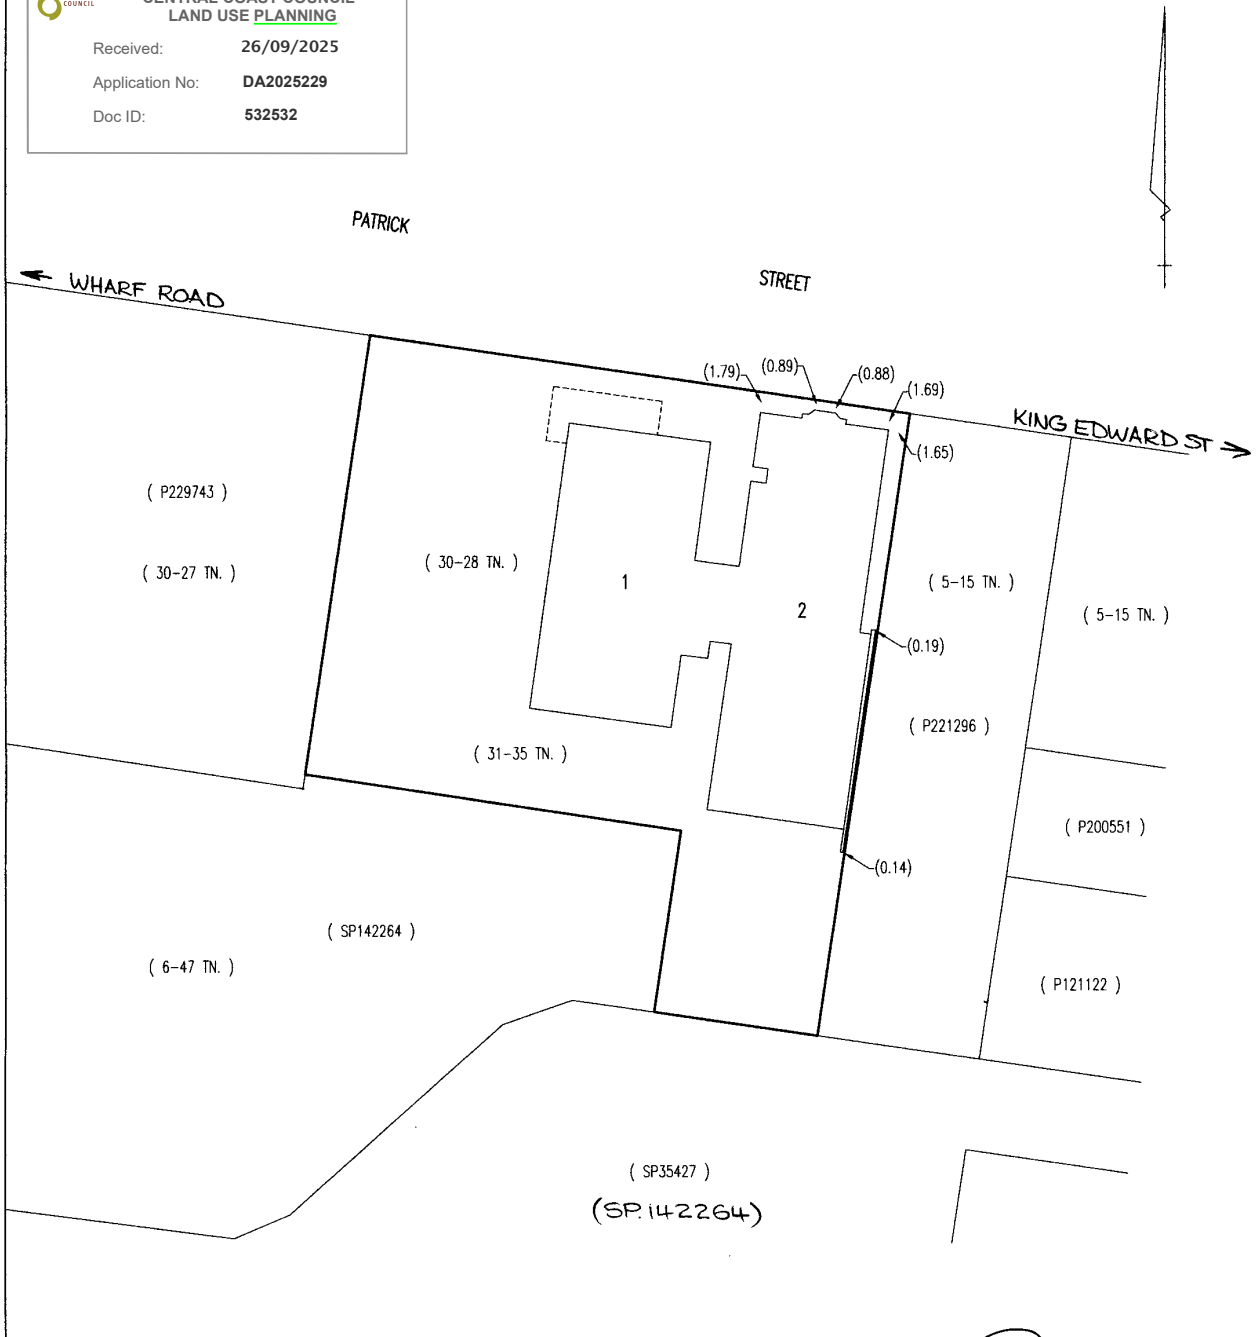 COUNCIL
CENTRAL COAST COUNCIL
LAND USE PLANNING
Received: 26/09/2025
Application No: DA2025229
Doc ID: 532532
PATRICK
STREET
WHARF ROAD
(1.79)
(0.89)
(0.88)
(1.69)
KING EDWARD ST
(1.65)
( P229743 )
( 30-27 TN. )
( 30-28 TN. )
1
2
( 5-15 TN. )
( 5-15 TN. )
(0.19)
( P221296 )
( 31-35 TN. )
( P200551 )
(0.14)
( SP142264 )
( 6-47 TN. )
( P121122 )
( SP35427 )
(SP.142264)